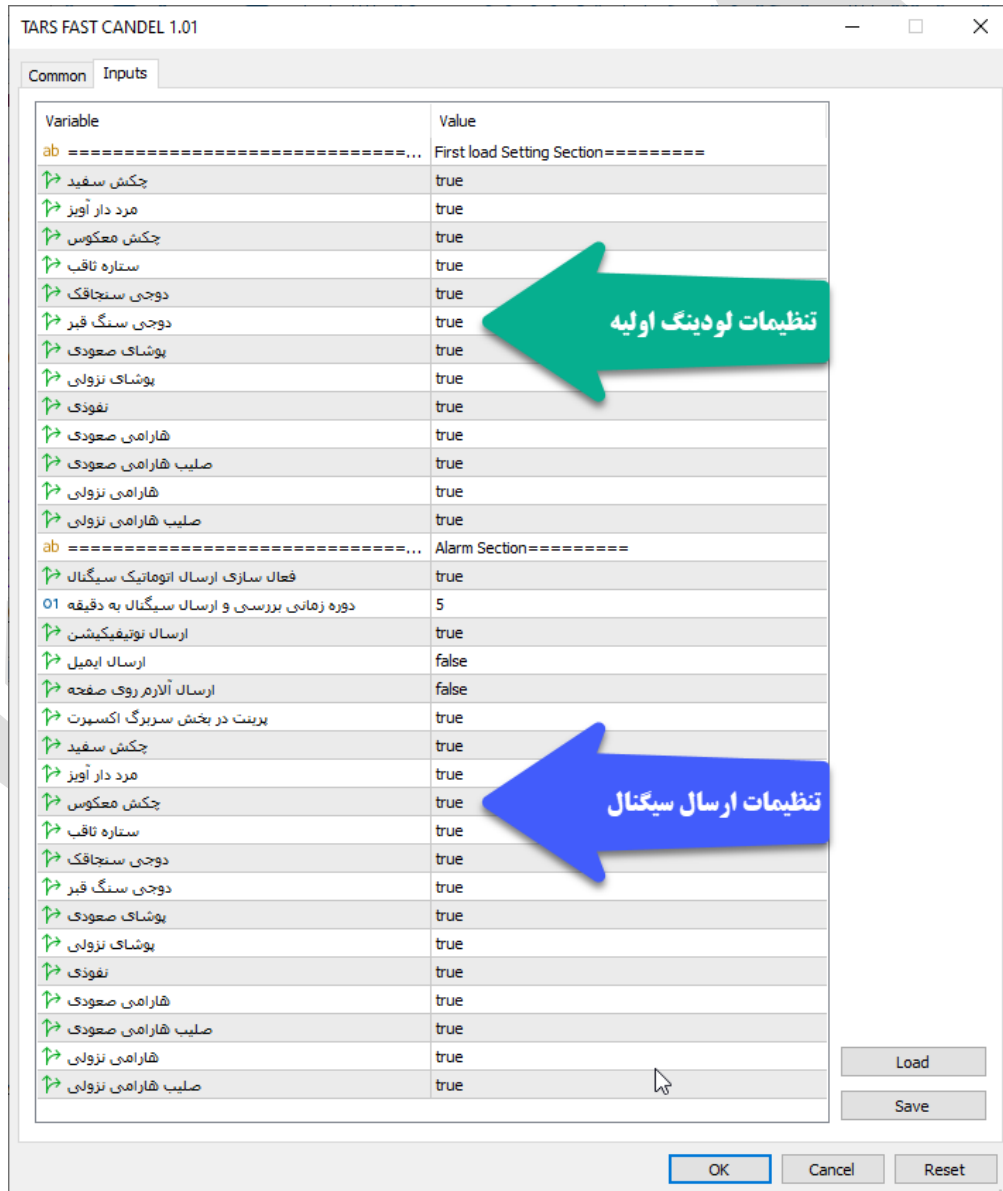 TARS FAST CANDEL 1.01
Common Inputs
Variable Value
ab ==============================... First load Setting Section=========
چکش سفید true
مرد دار آویز true
چکش معکوس true
ستاره ثاقب true
دوجی سنجاقک true
دوجی سنگ قبر true
پوشای صعودی true
پوشای نزولی true
نفوذی true
هارامی صعودی true
صلیب هارامی صعودی true
هارامی نزولی true
صلیب هارامی نزولی true
تنظیمات لودینگ اولیه
ab ==============================... Alarm Section=========
فعال سازی ارسال اتوماتیک سیگنال true
01 دوره زمانی بررسی و ارسال سیگنال به دقیقه 5
ارسال نوتیفیکیشن true
ارسال ایمیل false
ارسال آلارم روی صفحه false
پرینت در بخش سربرگ اکسپرت true
چکش سفید true
مرد دار آویز true
چکش معکوس true
ستاره ثاقب true
دوجی سنجاقک true
دوجی سنگ قبر true
پوشای صعودی true
پوشای نزولی true
نفوذی true
هارامی صعودی true
صلیب هارامی صعودی true
هارامی نزولی true
صلیب هارامی نزولی true
تنظیمات ارسال سیگنال
Load
Save
OK Cancel Reset